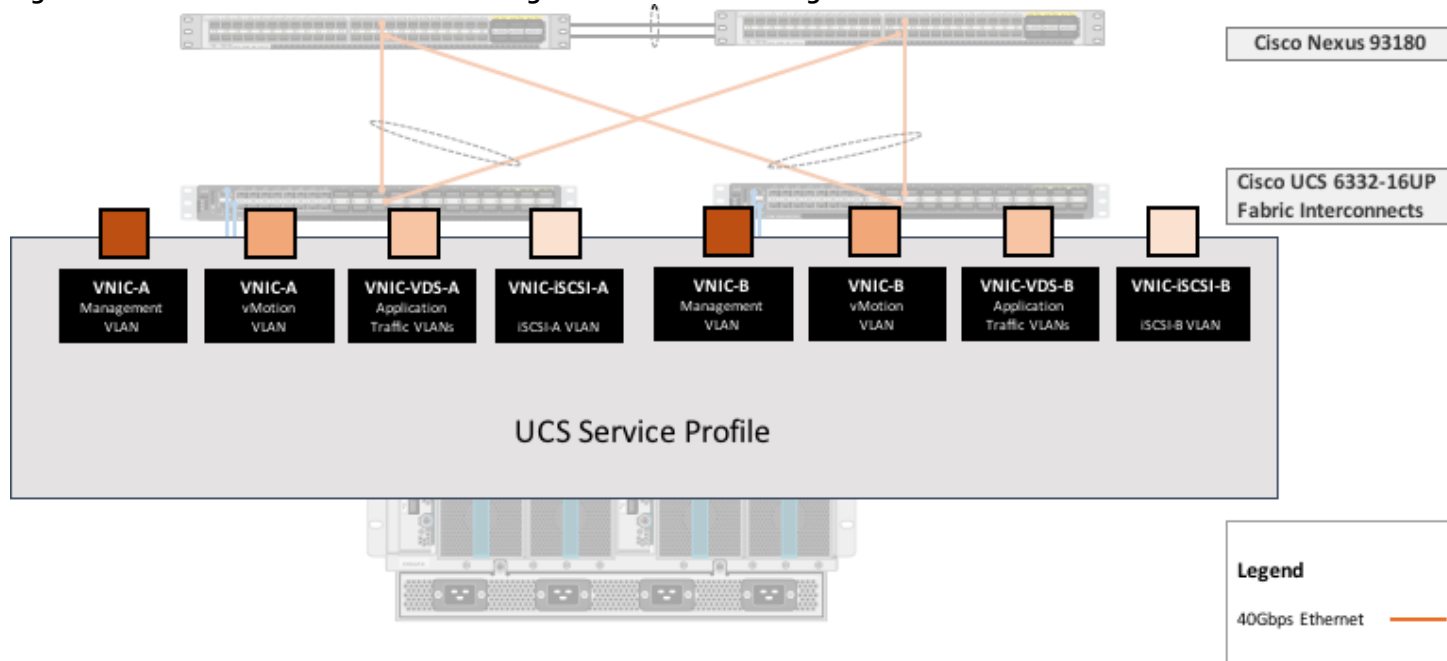 Cisco Nexus 93180
Cisco UCS 6332-16UP
Fabric Interconnects
VNIC-A
Management
VLAN
VNIC-A
vMotion
VLAN
VNIC-VDS-A
Application
Traffic VLANs
VNIC-iSCSI-A
iSCSI-A VLAN
VNIC-B
Management
VLAN
VNIC-B
vMotion
VLAN
VNIC-VDS-B
Application
Traffic VLANs
VNIC-iSCSI-B
iSCSI-B VLAN
UCS Service Profile
Legend
40Gbps Ethernet